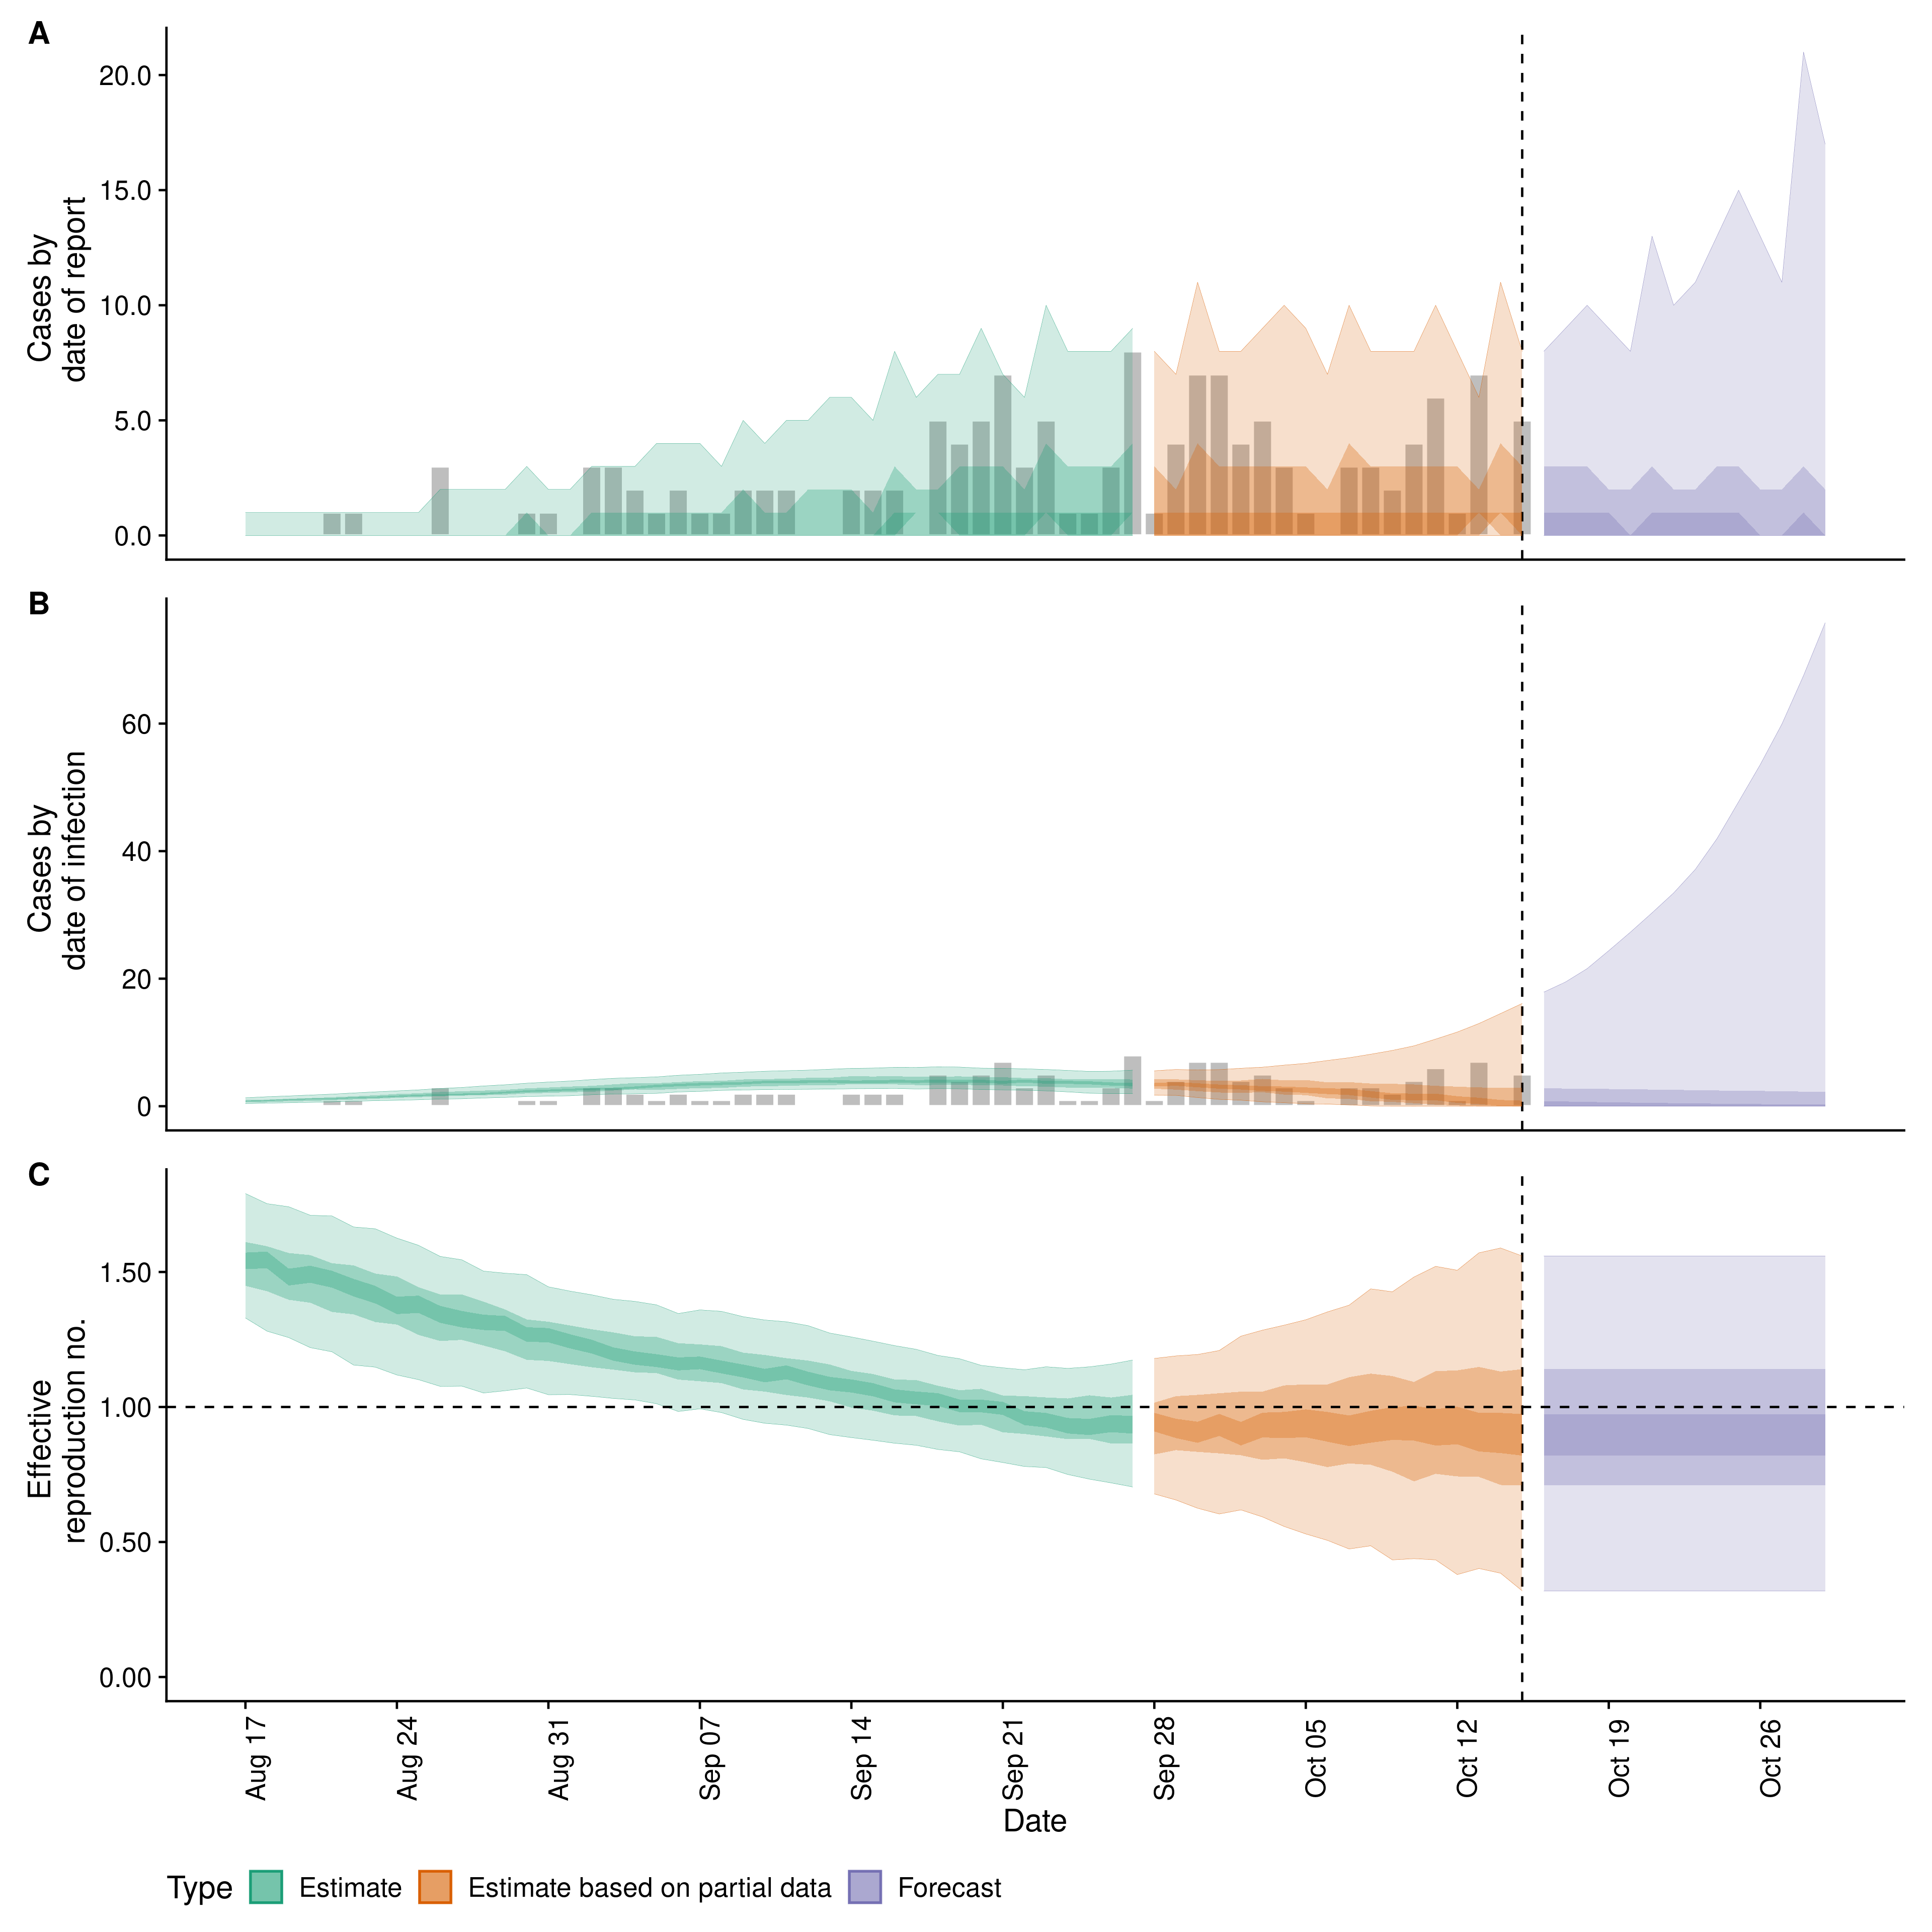 A
Cases by
date of report
20.0
15.0
10.0
5.0
0.0
B
Cases by
date of infection
60
40
20
0
C
Effective
reproduction no.
1.50
1.00
0.50
0.00
Aug 17
Aug 24
Aug 31
Sep 07
Sep 14
Sep 21
Sep 28
Oct 05
Oct 12
Oct 19
Oct 26
Date
Type Estimate Estimate based on partial data Forecast